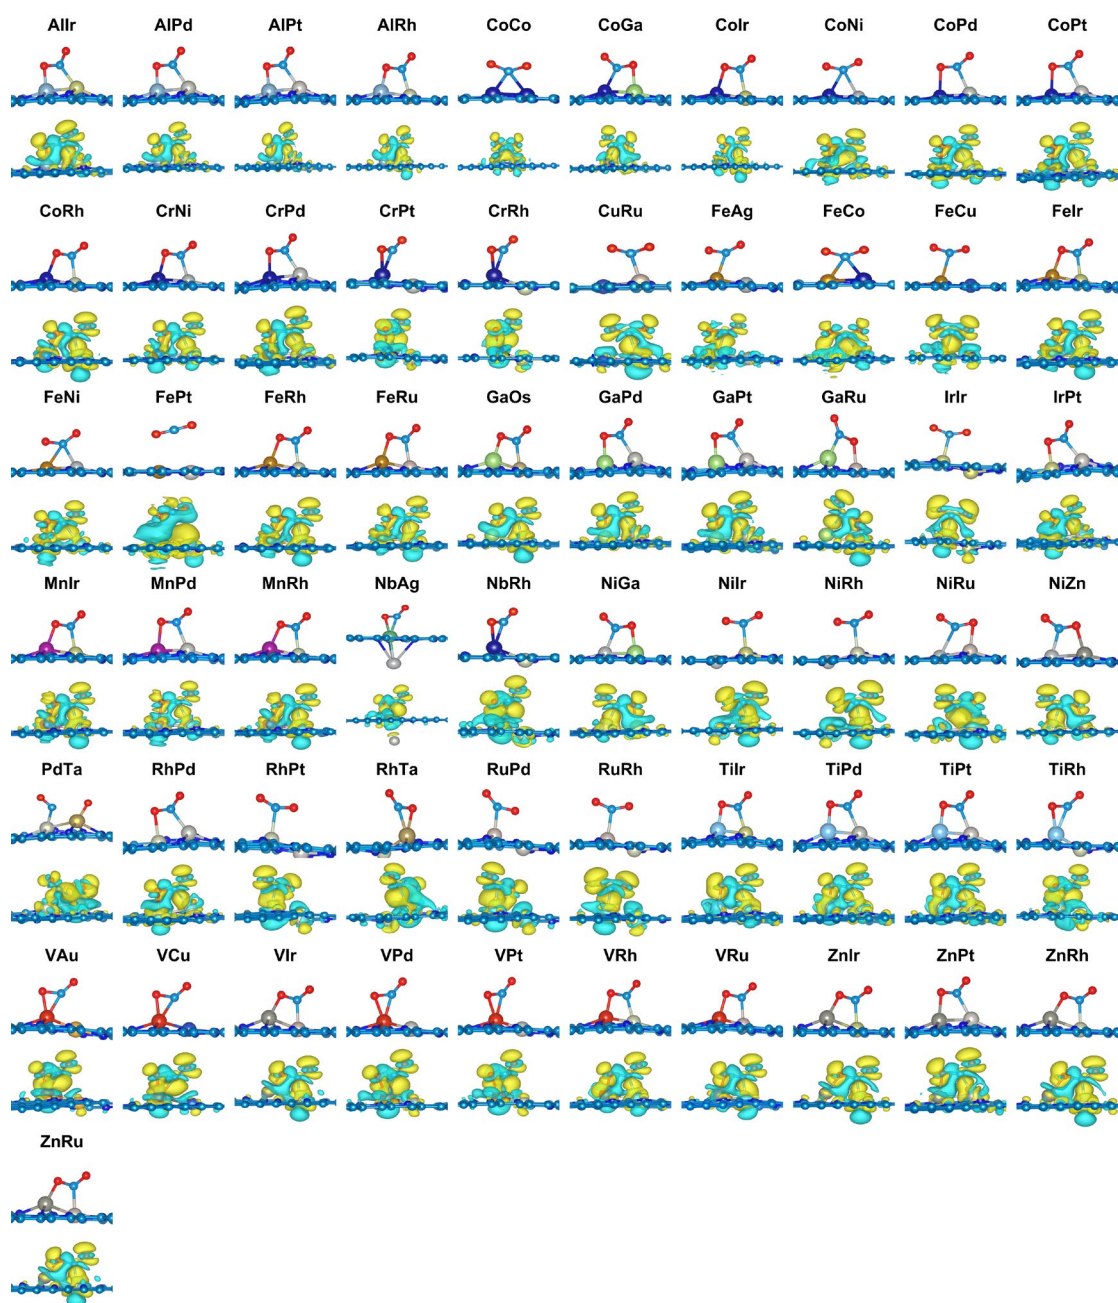 AlIr AlPd AlPt AlRh CoCo CoGa CoIr CoNi CoPd CoPt
CoRh CrNi CrPd CrPt CrRh CuRu FeAg FeCo FeCu FeIr
FeNi FePt FeRh FeRu GaOs GaPd GaPt GaRu IrIr IrPt
MnIr MnPd MnRh NbAg NbRh NiGa NiIr NiRh NiRu NiZn
PdTa RhPd RhPt RhTa RuPd RuRh TiIr TiPd TiPt TiRh
VAu VCu VIr VPd VPt VRh VRu ZnIr ZnPt ZnRh
ZnRu